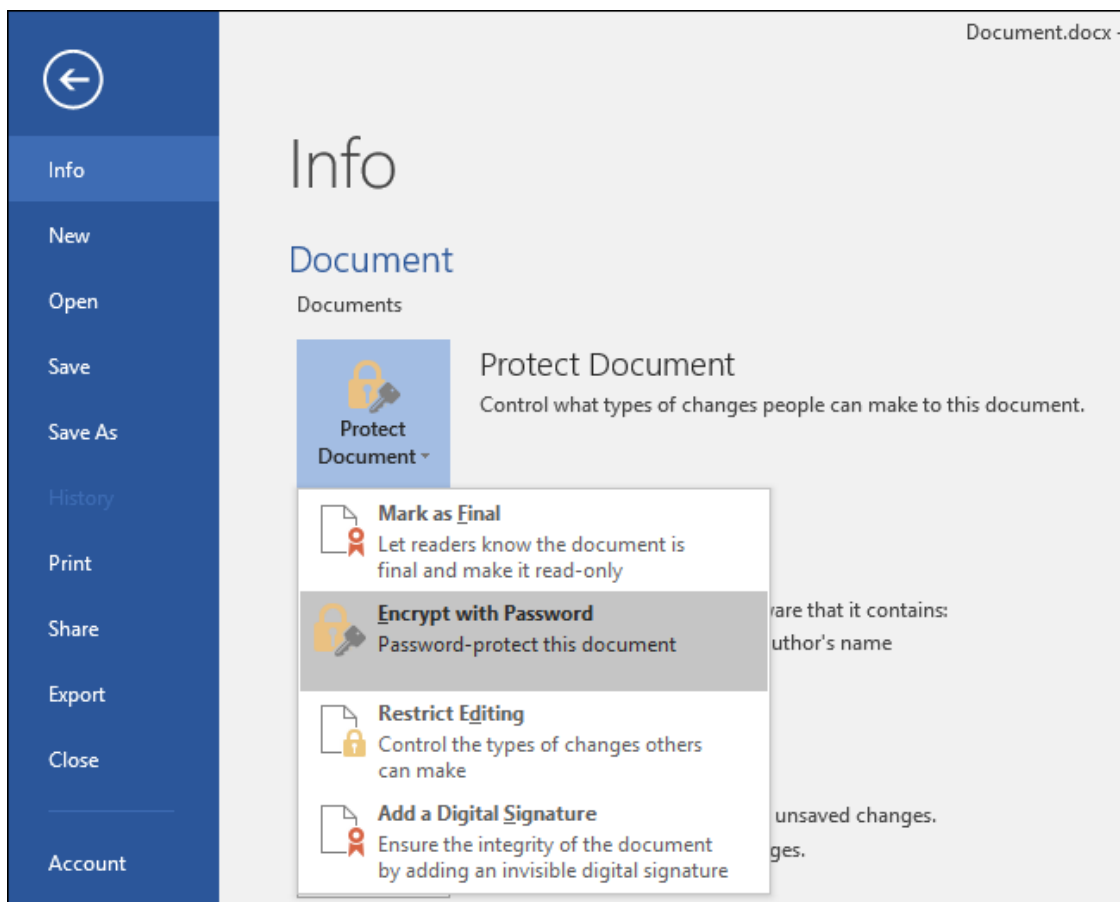 Document.docx -
Info
New
Open
Save
Save As
History
Print
Share
Export
Close
Account
Info
Document
Documents
Protect
Document
Protect Document
Control what types of changes people can make to this document.
Mark as Final
Let readers know the document is
final and make it read-only
Encrypt with Password
Password-protect this document
Restrict Editing
Control the types of changes others
can make
Add a Digital Signature
Ensure the integrity of the document
by adding an invisible digital signature
that it contains:
name
unsaved changes.